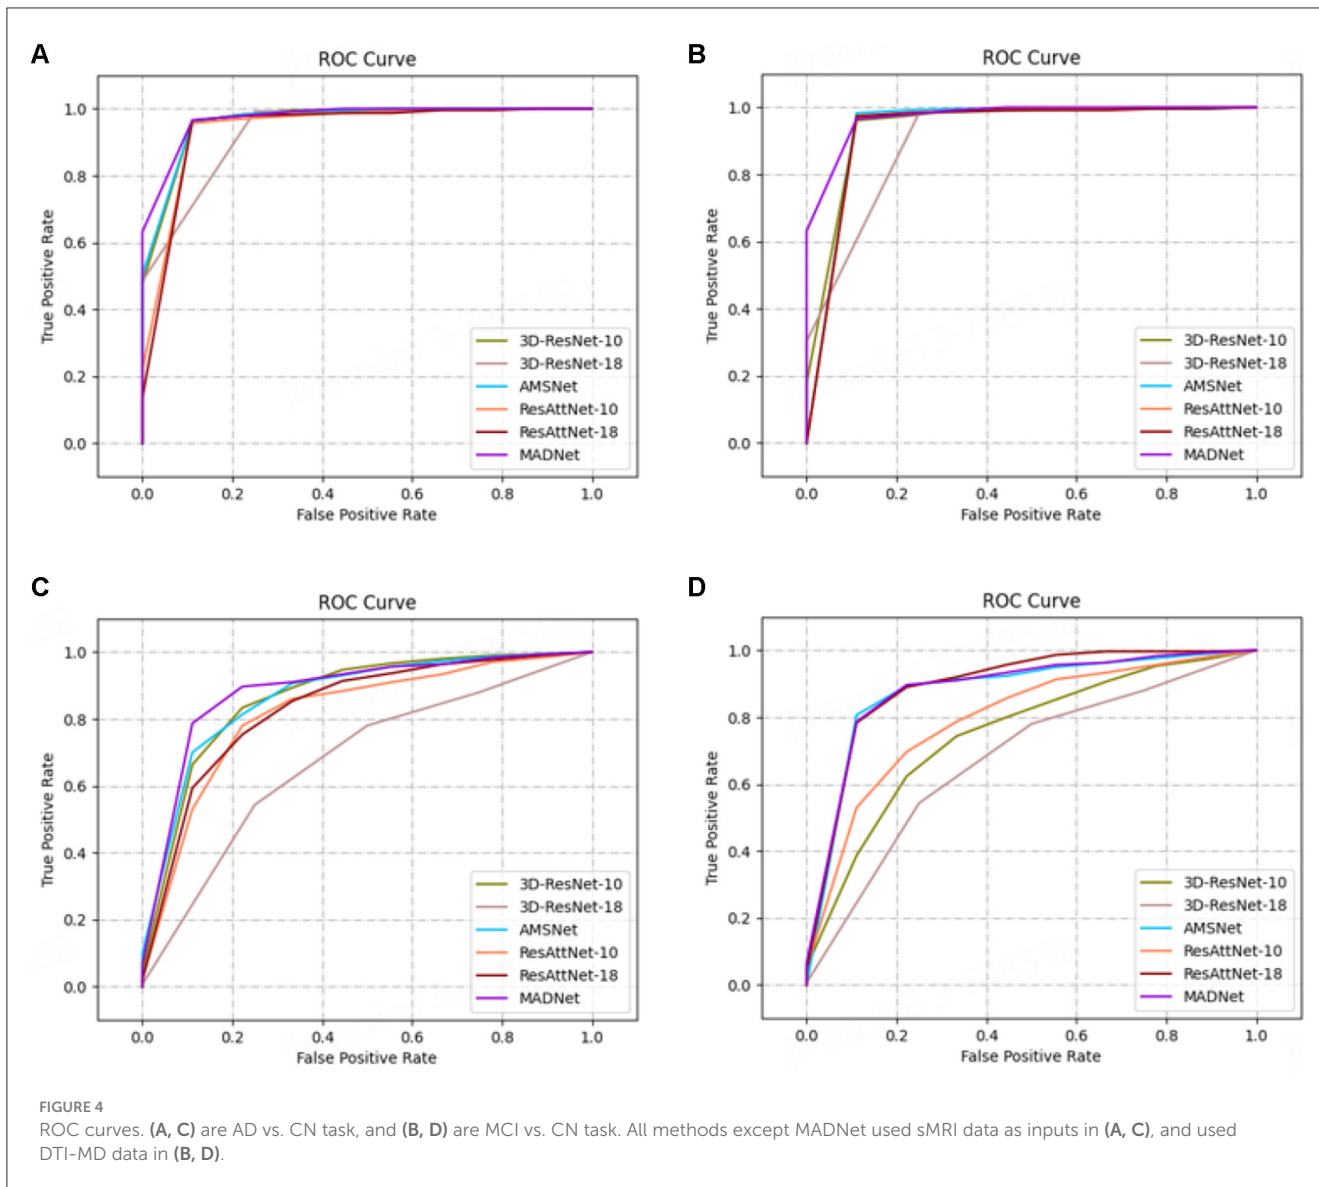 A
ROC Curve
True Positive Rate
1.0
0.8
0.6
0.4
0.2
0.0
3D-ResNet-10
3D-ResNet-18
AMSNet
ResAttNet-10
ResAttNet-18
MADNet
0.0 0.2 0.4 0.6 0.8 1.0
False Positive Rate
B
ROC Curve
True Positive Rate
1.0
0.8
0.6
0.4
0.2
0.0
3D-ResNet-10
3D-ResNet-18
AMSNet
ResAttNet-10
ResAttNet-18
MADNet
0.0 0.2 0.4 0.6 0.8 1.0
False Positive Rate
C
ROC Curve
True Positive Rate
1.0
0.8
0.6
0.4
0.2
0.0
3D-ResNet-10
3D-ResNet-18
AMSNet
ResAttNet-10
ResAttNet-18
MADNet
0.0 0.2 0.4 0.6 0.8 1.0
False Positive Rate
D
ROC Curve
True Positive Rate
1.0
0.8
0.6
0.4
0.2
0.0
3D-ResNet-10
3D-ResNet-18
AMSNet
ResAttNet-10
ResAttNet-18
MADNet
0.0 0.2 0.4 0.6 0.8 1.0
False Positive Rate
FIGURE 4
ROC curves. (A, C) are AD vs. CN task, and (B, D) are MCI vs. CN task. All methods except MADNet used sMRI data as inputs in (A, C), and used
DTI-MD data in (B, D).